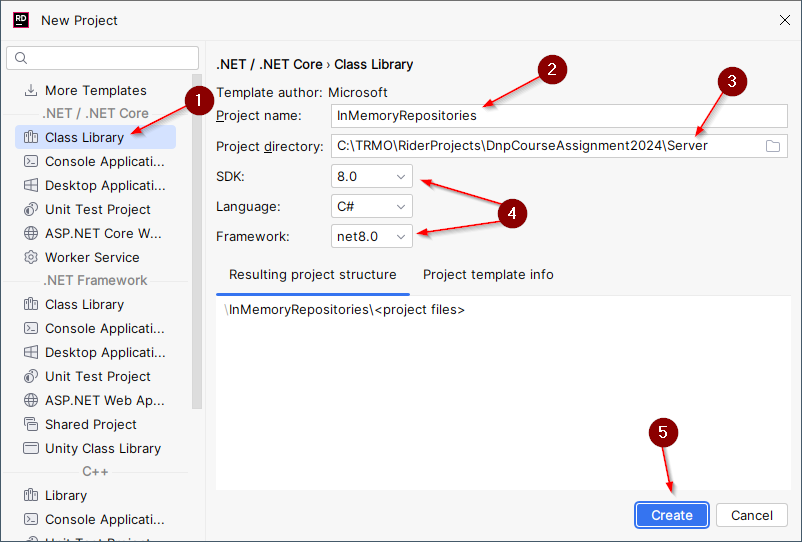 RD New Project
More Templates
.NET / .NET Core
Class Library
Console Applicati...
Desktop Applicati...
Unit Test Project
ASP.NET Core W...
Worker Service
.NET Framework
Class Library
Console Applicati...
Desktop Applicati...
Unit Test Project
ASP.NET Web Ap...
Shared Project
Unity Class Library
C++
Library
Console Applicati...
1
.NET / .NET Core › Class Library
Template author: Microsoft
2
Project name: InMemoryRepositories
3
Project directory: C:\TRMO\RiderProjects\DnpCourseAssignment2024\Server
SDK: 8.0
Language: C#
4
Framework: net8.0
Resulting project structure Project template info
\InMemoryRepositories\<project files>
5
Create Cancel